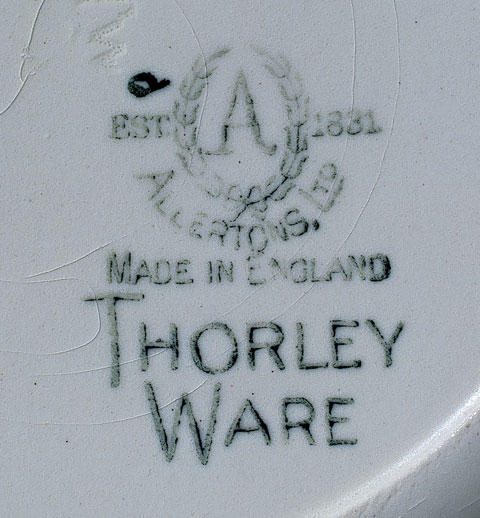 A
EST. 1831
ALLERTONS, LTD
MADE IN ENGLAND
THORLEY
WARE